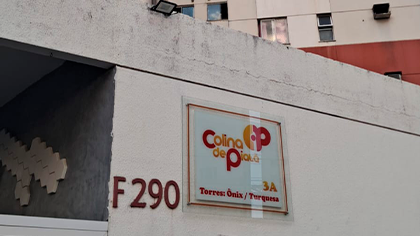 Colina
de Piatã
3A
Torres: Ônix / Turquesa
F 290